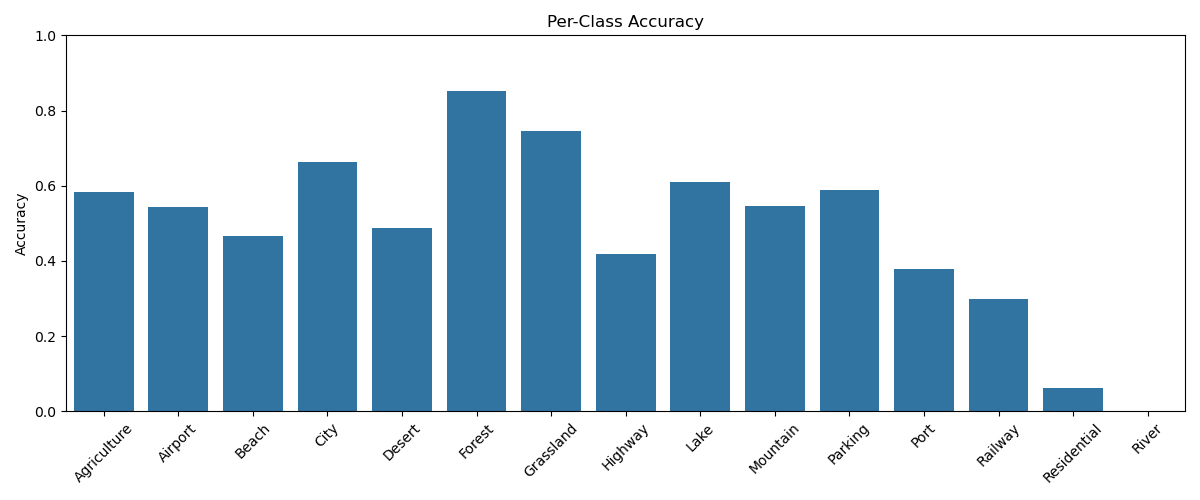 Per-Class Accuracy
1.0
0.8
0.6
0.4
0.2
0.0
Accuracy
Agriculture
Airport
Beach
City
Desert
Forest
Grassland
Highway
Lake
Mountain
Parking
Port
Railway
Residential
River